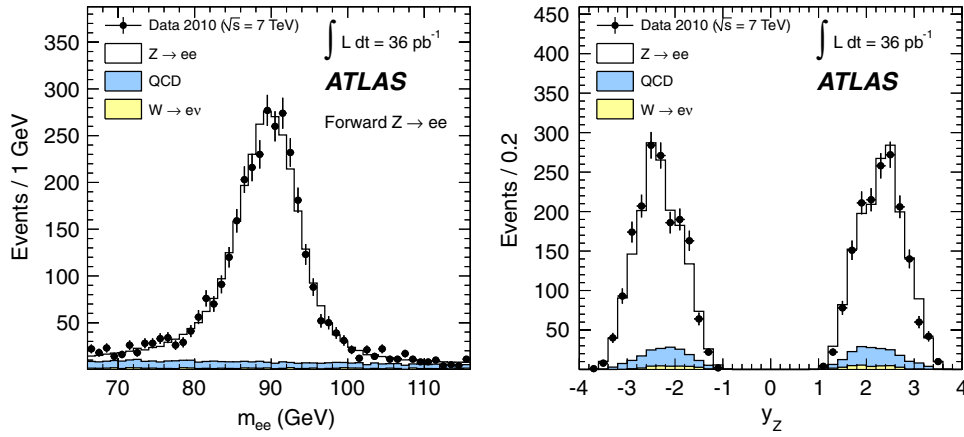 Data 2010 (√s = 7 TeV)
Z → ee
QCD
W → eν
∫ L dt = 36 pb⁻¹
ATLAS
Forward Z → ee
Events / 1 GeV
350
300
250
200
150
100
50
70 80 90 100 110
m_ee (GeV)
Data 2010 (√s = 7 TeV)
Z → ee
QCD
W → eν
∫ L dt = 36 pb⁻¹
ATLAS
Events / 0.2
450
400
350
300
250
200
150
100
50
0
-4 -3 -2 -1 0 1 2 3 4
y_Z